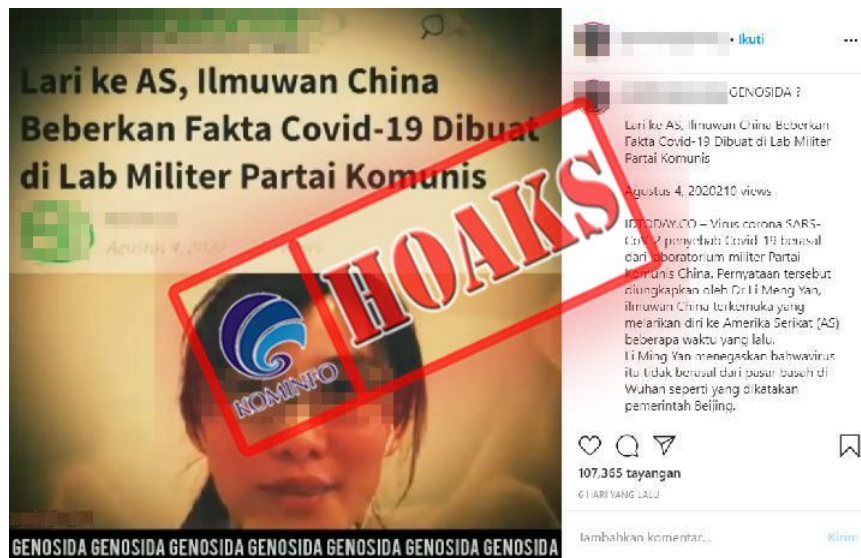 Lari ke AS, Ilmuwan China
Beberkan Fakta Covid-19 Dibuat
di Lab Militer Partai Komunis
Agustus 4, 2020
HOAKS
KOMINFO
GENOSIDA GENOSIDA GENOSIDA GENOSIDA GENOSIDA GENOSIDA GENOSIDA
• Ikuti
GENOSIDA ?
Lari ke AS, Ilmuwan China Beberkan
Fakta Covid-19 Dibuat di Lab Militer
Partai Komunis
Agustus 4, 2020210 views
IDTODAY.CO – Virus corona SARS-
CoV-2 penyebab Covid-19 berasal
dari laboratorium militer Partai
Komunis China. Pernyataan tersebut
diungkapkan oleh Dr Li Meng Yan,
ilmuwan China terkemuka yang
melarikan diri ke Amerika Serikat (AS)
beberapa waktu yang lalu.
Li Ming Yan menegaskan bahwavirus
itu tidak berasal dari pasar basah di
Wuhan seperti yang dikatakan
pemerintah Beijing.
107,365 tayangan
6 HARI YANG LALU
Tambahkan komentar...
Kirim